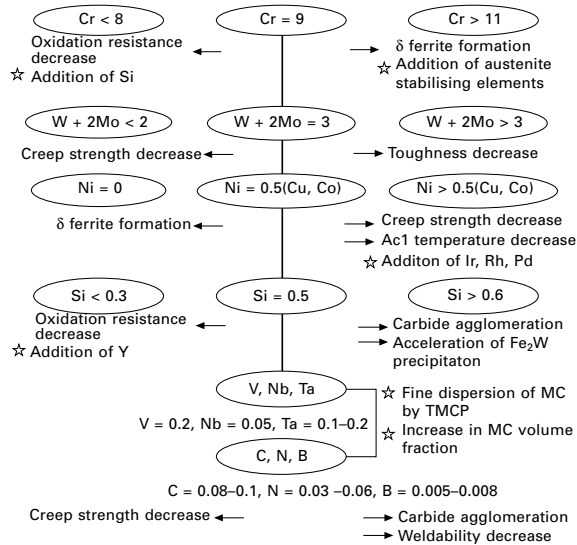 Cr < 8
Cr = 9
Cr > 11
Oxidation resistance
decrease
☆ Addition of Si
δ ferrite formation
☆ Addition of austenite
stabilising elements
W + 2Mo < 2
W + 2Mo = 3
W + 2Mo > 3
Creep strength decrease
Toughness decrease
Ni = 0
Ni = 0.5(Cu, Co)
Ni > 0.5(Cu, Co)
δ ferrite formation
Creep strength decrease
Ac1 temperature decrease
☆ Additon of Ir, Rh, Pd
Si < 0.3
Si = 0.5
Si > 0.6
Oxidation resistance
decrease
☆ Addition of Y
Carbide agglomeration
Acceleration of Fe₂W
precipitaton
V, Nb, Ta
☆ Fine dispersion of MC
by TMCP
☆ Increase in MC volume
fraction
V = 0.2, Nb = 0.05, Ta = 0.1–0.2
C, N, B
C = 0.08–0.1, N = 0.03 -0.06, B = 0.005–0.008
Creep strength decrease
Carbide agglomeration
Weldability decrease